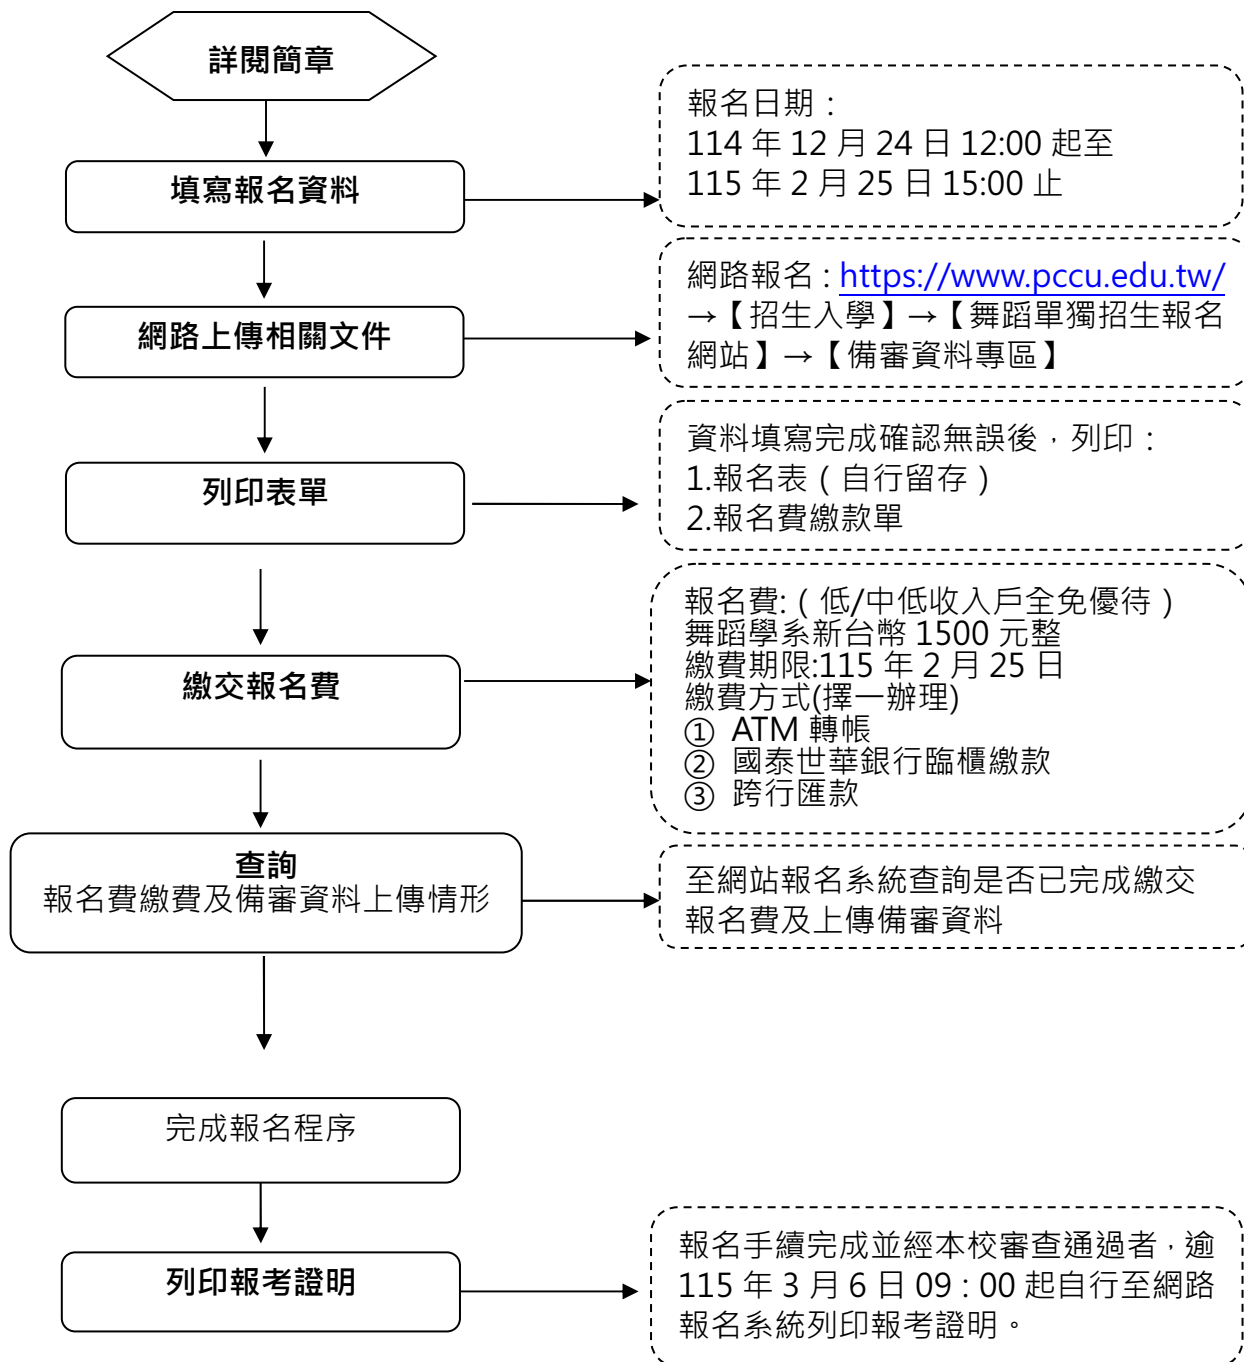 詳閱簡章
填寫報名資料
報名日期：
114 年 12 月 24 日 12:00 起至
115 年 2 月 25 日 15:00 止
網路上傳相關文件
網路報名：https://www.pccu.edu.tw/
→【招生入學】→【舞蹈單獨招生報名
網站】→【備審資料專區】
列印表單
資料填寫完成確認無誤後，列印：
1.報名表（自行留存）
2.報名費繳款單
繳交報名費
報名費:（低/中低收入戶全免優待）
舞蹈學系新台幣 1500 元整
繳費期限:115 年 2 月 25 日
繳費方式(擇一辦理)
① ATM 轉帳
② 國泰世華銀行臨櫃繳款
③ 跨行匯款
查詢
報名費繳費及備審資料上傳情形
至網站報名系統查詢是否已完成繳交
報名費及上傳備審資料
完成報名程序
列印報考證明
報名手續完成並經本校審查通過者，逾
115 年 3 月 6 日 09：00 起自行至網路
報名系統列印報考證明。